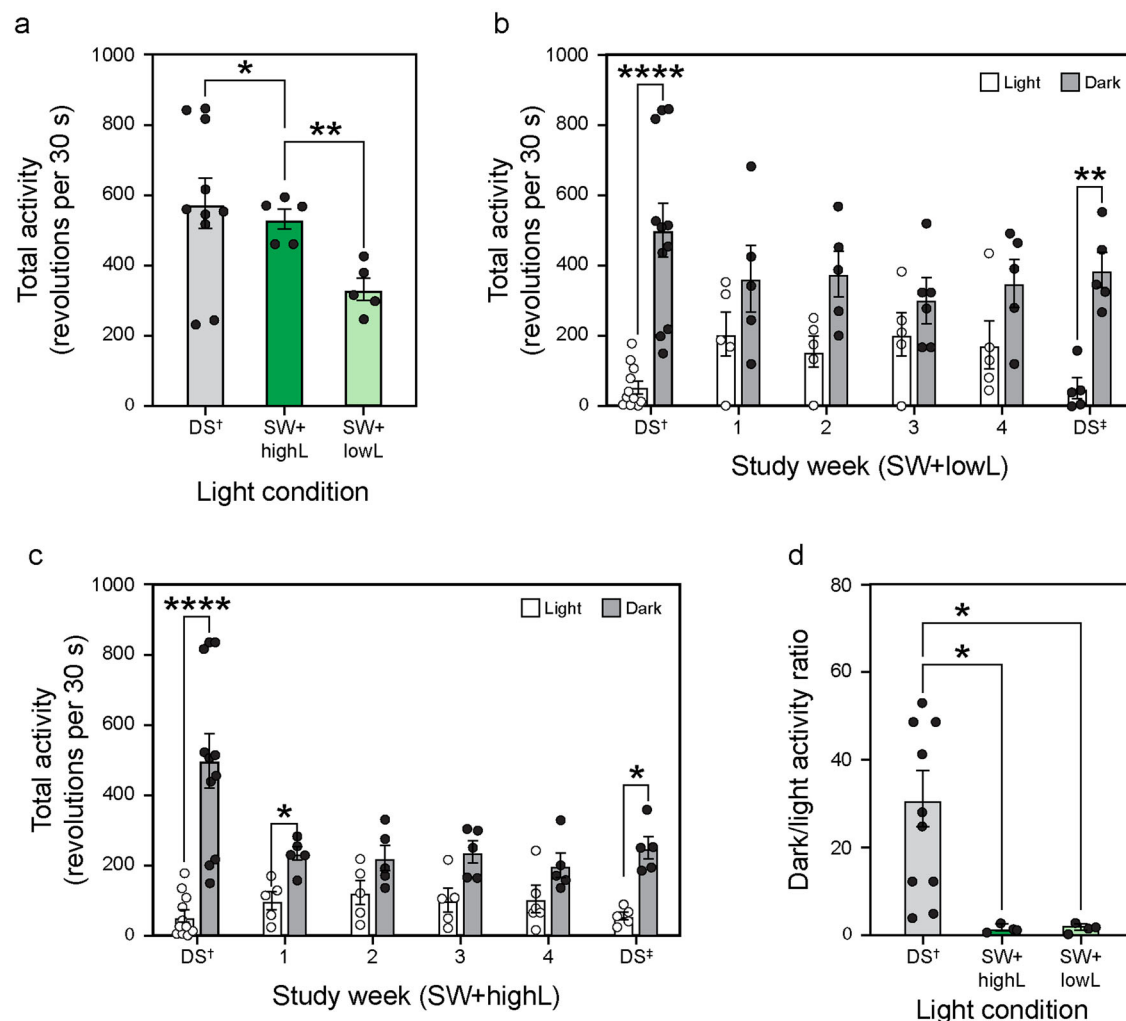 a
Total activity
(revolutions per 30 s)
1000
800
600
400
200
0
*
**
DS†
SW+
highL
SW+
lowL
Light condition
b
Total activity
(revolutions per 30 s)
1000
800
600
400
200
0
****
**
Light
Dark
DS†
1
2
3
4
DS‡
Study week (SW+lowL)
c
Total activity
(revolutions per 30 s)
1000
800
600
400
200
0
****
*
*
Light
Dark
DS†
1
2
3
4
DS‡
Study week (SW+highL)
d
Dark/light activity ratio
80
60
40
20
0
*
*
DS†
SW+
highL
SW+
lowL
Light condition